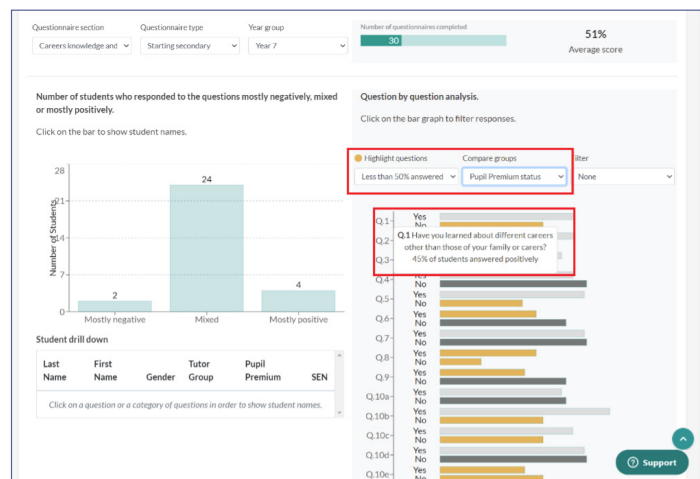 Questionnaire section
Questionnaire type
Year group
Careers knowledge and
Starting secondary
Year 7
Number of questionnaires completed
30
51%
Average score
Number of students who responded to the questions mostly negatively, mixed
or mostly positively.
Click on the bar to show student names.
28
21
14
7
0
Number of Students
2
24
4
Mostly negative
Mixed
Mostly positive
Student drill down
Last Name
First Name
Gender
Tutor Group
Pupil Premium
SEN
Click on a question or a category of questions in order to show student names.
Question by question analysis.
Click on the bar graph to filter responses.
Highlight questions
Compare groups
Less than 50% answered
Pupil Premium status
None
Q.1 Have you learned about different careers
other than those of your family or carers?
45% of students answered positively
Q.1
Yes
No
Q.2
Q.3
Q.4
No
Q.5
Yes
No
Q.6
Yes
No
Q.7
Yes
No
Q.8
Yes
No
Q.9
Yes
No
Q.10a
Yes
No
Q.10b
Yes
No
Q.10c
Yes
No
Q.10d
Yes
No
Q.10e
Yes
No
Support